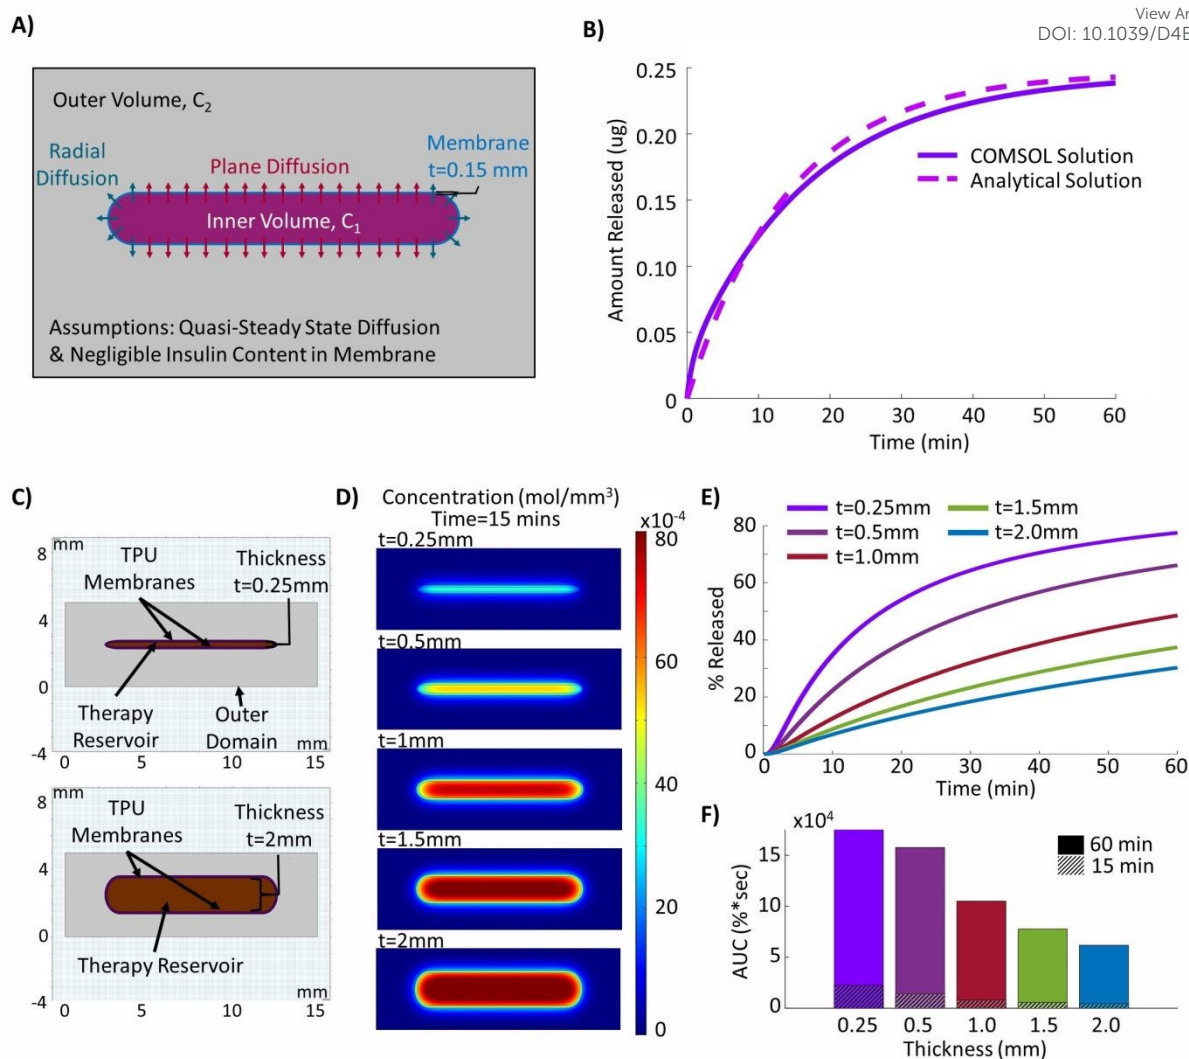 View Ar
DOI: 10.1039/D4B
A)
Outer Volume, C₂
Radial
Diffusion
Plane Diffusion
Membrane
t=0.15 mm
Inner Volume, C₁
Assumptions: Quasi-Steady State Diffusion
& Negligible Insulin Content in Membrane
B)
Amount Released (ug)
0.25
0.20
0.15
0.10
0.05
0
COMSOL Solution
Analytical Solution
0 10 20 30 40 50 60
Time (min)
C)
mm
8
4
0
-4
TPU
Membranes
Thickness
t=0.25mm
Therapy
Reservoir
Outer
Domain
mm
0 5 10 15
mm
8
4
0
-4
TPU
Membranes
Thickness
t=2mm
Therapy Reservoir
0 5 10 15
D)
Concentration (mol/mm³)
Time=15 mins
t=0.25mm
t=0.5mm
t=1mm
t=1.5mm
t=2mm
x10⁻⁴
80
60
40
20
0
E)
t=0.25mm
t=0.5mm
t=1.0mm
t=1.5mm
t=2.0mm
% Released
80
60
40
20
0
0 10 20 30 40 50 60
Time (min)
F)
x10⁴
AUC (%*sec)
15
10
5
0
60 min
15 min
0.25 0.5 1.0 1.5 2.0
Thickness (mm)